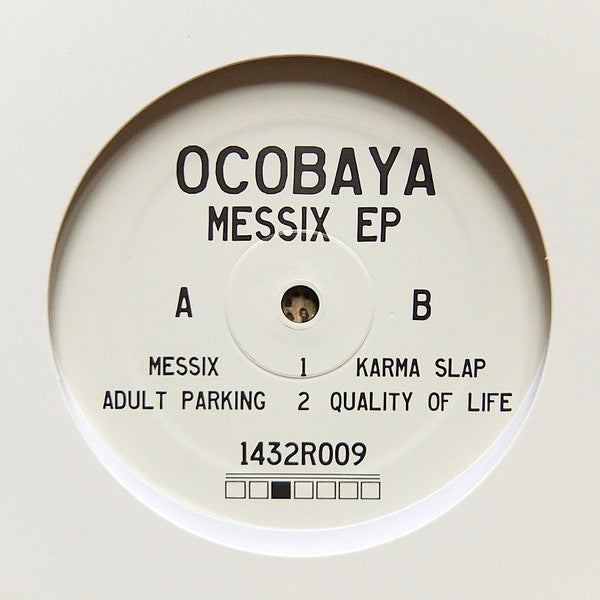 OCOBAYA
MESSIX EP
A B
MESSIX 1 KARMA SLAP
ADULT PARKING 2 QUALITY OF LIFE
1432R009